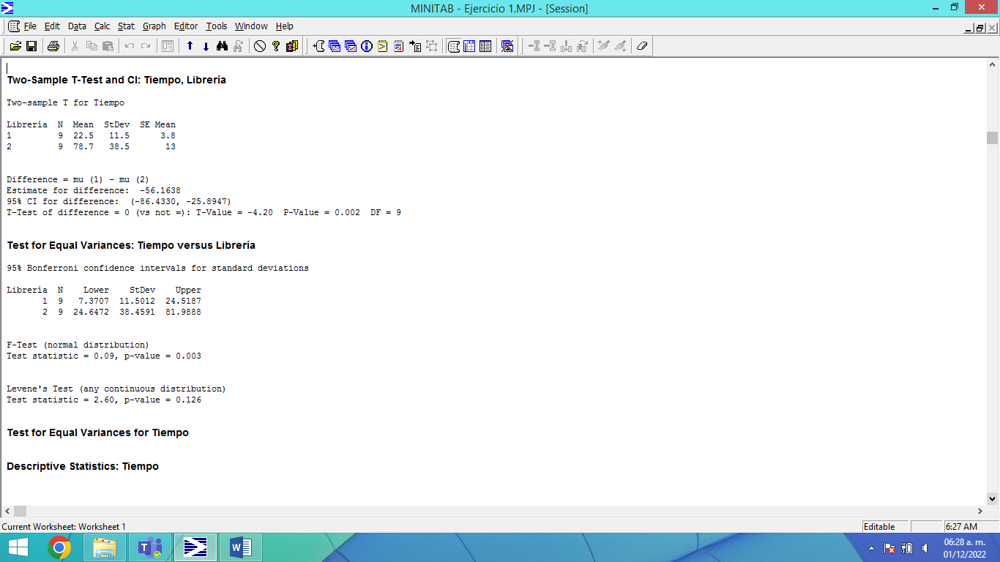 MINITAB - Ejercicio 1.MPJ - [Session]
File Edit Data Calc Stat Graph Editor Tools Window Help
Two-Sample T-Test and CI: Tiempo, Librería
Two-sample T for Tiempo
Librería  N  Mean  StDev  SE Mean
1         9  22.5   11.5      3.8
2         9  78.7   38.5       13
Difference = mu (1) - mu (2)
Estimate for difference:  -56.1638
95% CI for difference:  (-86.4330, -25.8947)
T-Test of difference = 0 (vs not =): T-Value = -4.20  P-Value = 0.002  DF = 9
Test for Equal Variances: Tiempo versus Librería
95% Bonferroni confidence intervals for standard deviations
Librería  N    Lower    StDev    Upper
       1  9   7.3707  11.5012  24.5187
       2  9  24.6472  38.4591  81.9888
F-Test (normal distribution)
Test statistic = 0.09, p-value = 0.003
Levene's Test (any continuous distribution)
Test statistic = 2.60, p-value = 0.126
Test for Equal Variances for Tiempo
Descriptive Statistics: Tiempo
Current Worksheet: Worksheet 1
Editable
6:27 AM
06:28 a. m.
01/12/2022